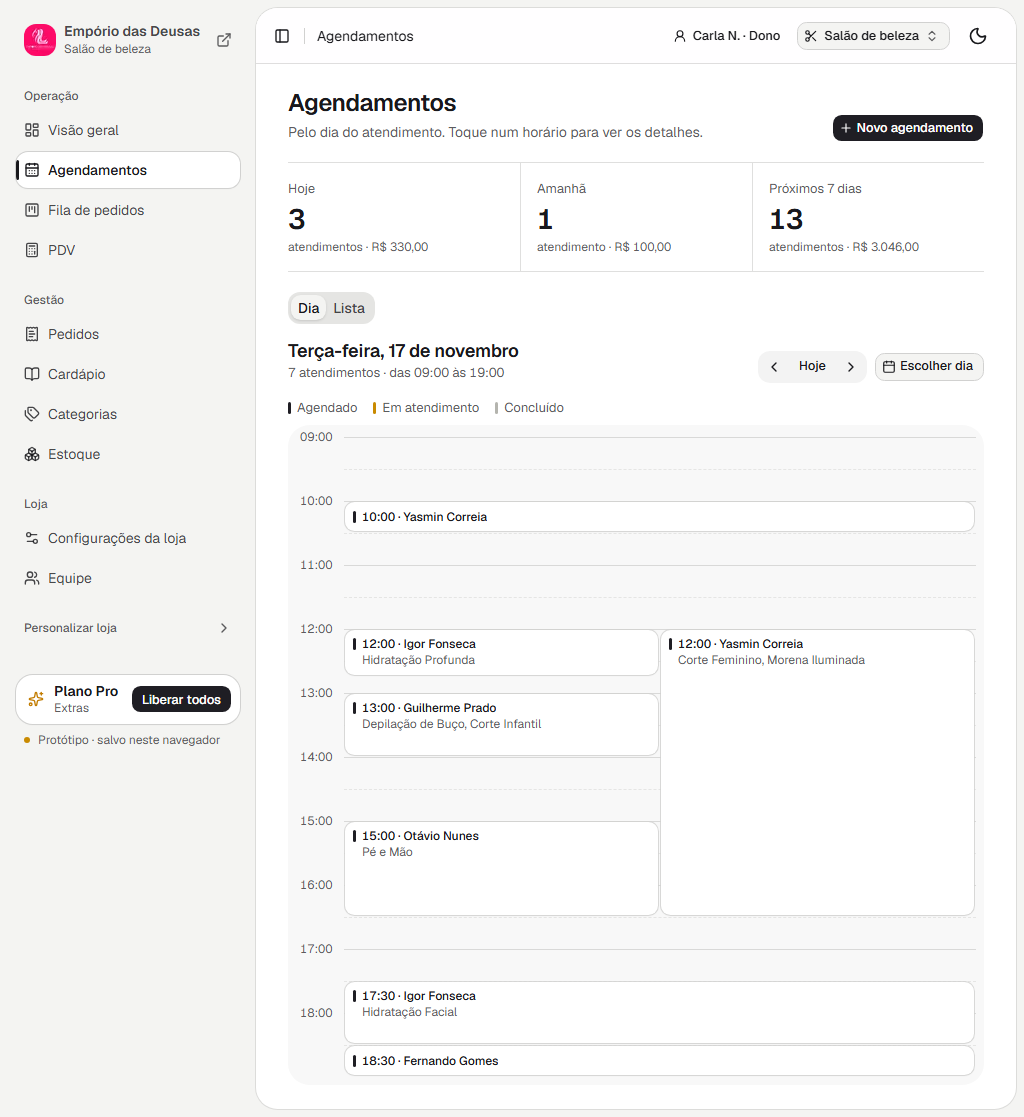 Empório das Deusas
Salão de beleza
Operação
Visão geral
Agendamentos
Fila de pedidos
PDV
Gestão
Pedidos
Cardápio
Categorias
Estoque
Loja
Configurações da loja
Equipe
Personalizar loja
Plano Pro
Extras
Liberar todos
Protótipo · salvo neste navegador
Agendamentos
Carla N. · Dono
Salão de beleza
Agendamentos
Pelo dia do atendimento. Toque num horário para ver os detalhes.
Novo agendamento
Hoje
3
atendimentos · R$ 330,00
Amanhã
1
atendimento · R$ 100,00
Próximos 7 dias
13
atendimentos · R$ 3.046,00
Dia
Lista
Terça-feira, 17 de novembro
7 atendimentos · das 09:00 às 19:00
Hoje
Escolher dia
Agendado
Em atendimento
Concluído
09:00
10:00
10:00 · Yasmin Correia
11:00
12:00
12:00 · Igor Fonseca
Hidratação Profunda
12:00 · Yasmin Correia
Corte Feminino, Morena Iluminada
13:00
13:00 · Guilherme Prado
Depilação de Buço, Corte Infantil
14:00
15:00
15:00 · Otávio Nunes
Pé e Mão
16:00
17:00
17:30 · Igor Fonseca
Hidratação Facial
18:00
18:30 · Fernando Gomes